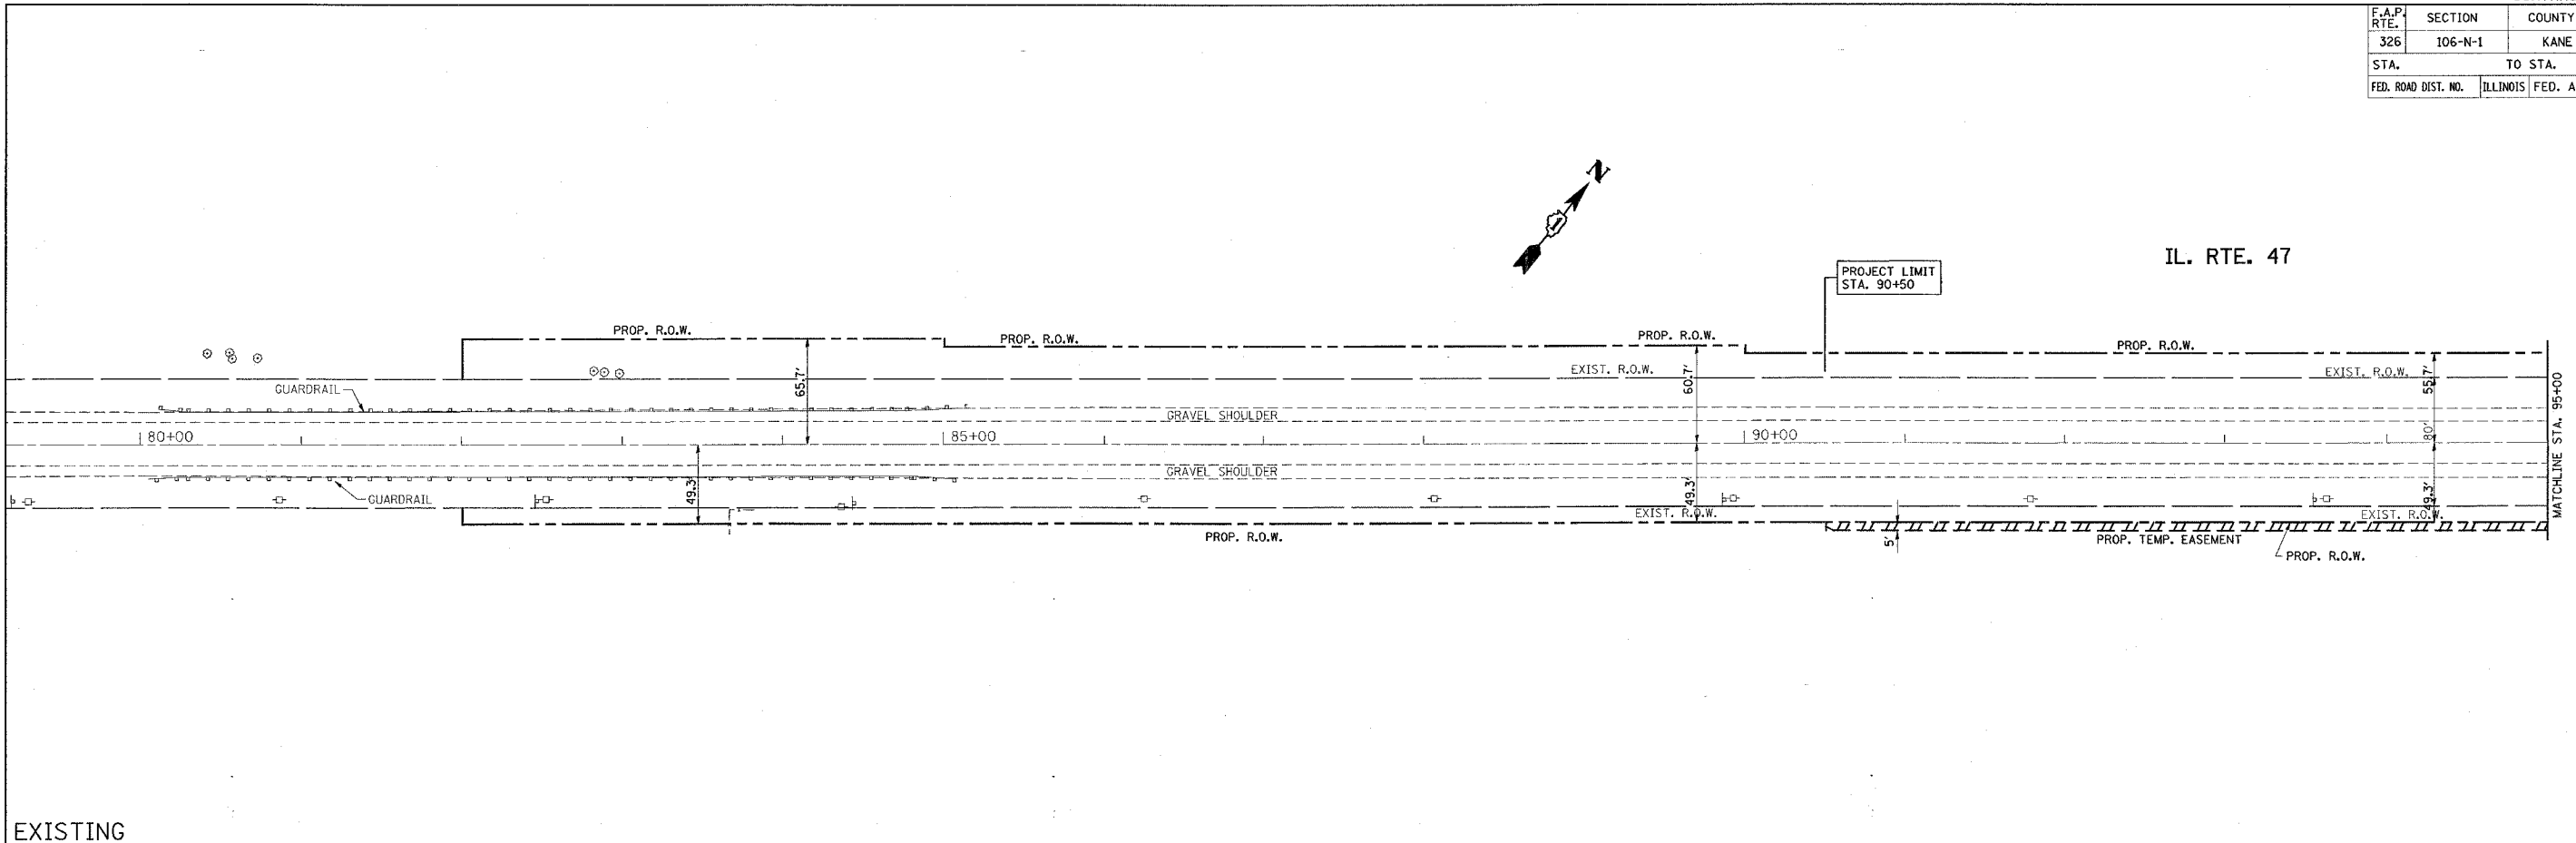 F.A.P. RTE. SECTION COUNTY
326 106-N-1 KANE
STA. TO STA.
FED. ROAD DIST. NO. ILLINOIS FED. A
N
IL. RTE. 47
PROJECT LIMIT
STA. 90+50
PROP. R.O.W.
PROP. R.O.W.
PROP. R.O.W.
PROP. R.O.W.
EXIST. R.O.W.
EXIST. R.O.W.
GUARDRAIL
65.7'
60.7'
55.7'
GRAVEL SHOULDER
80+00
85+00
90+00
80'
MATCHLINE STA. 95+00
GRAVEL SHOULDER
GUARDRAIL
49.3'
49.3'
49.3'
EXIST. R.O.W.
EXIST. R.O.W.
PROP. R.O.W.
5'
PROP. TEMP. EASEMENT
PROP. R.O.W.
EXISTING